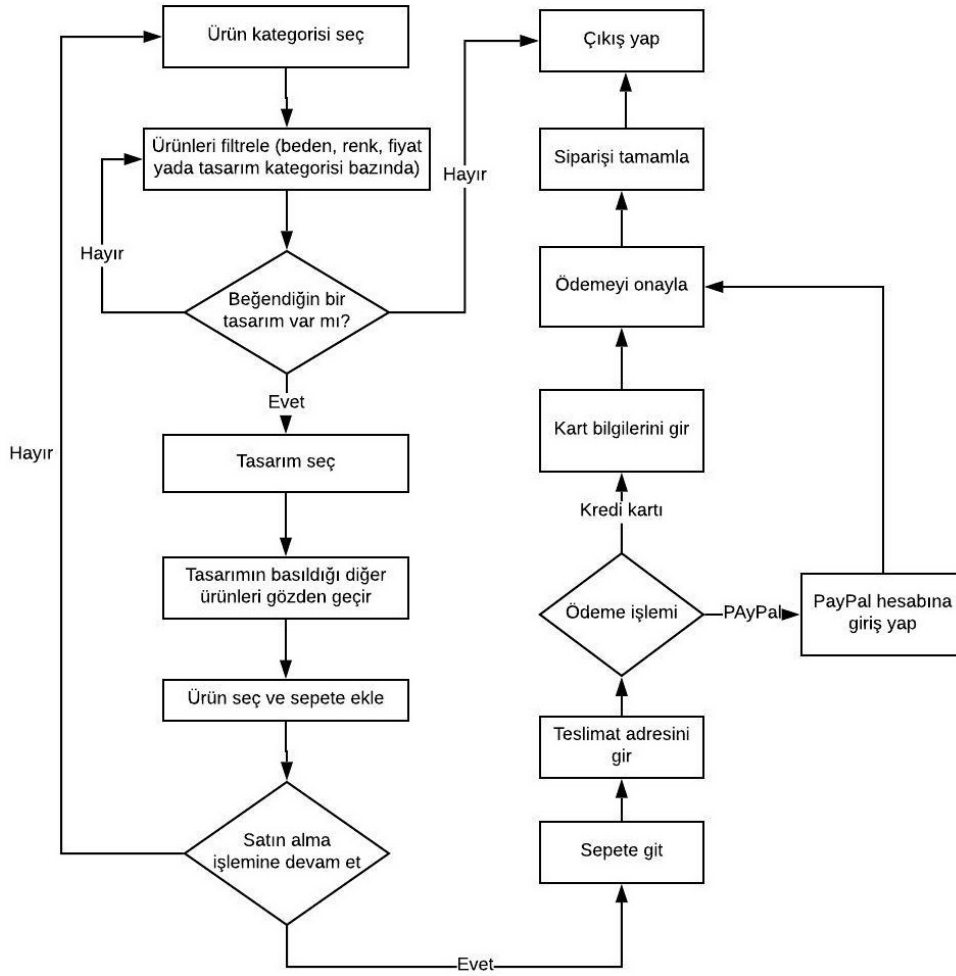 Ürün kategorisi seç
Ürünleri filtrele (beden, renk, fiyat
yada tasarım kategorisi bazında)
Hayır
Beğendiğin bir
tasarım var mı?
Hayır
Evet
Tasarım seç
Tasarımın basıldığı diğer
ürünleri gözden geçir
Ürün seç ve sepete ekle
Satın alma
işlemine devam et
Hayır
Evet
Sepete git
Teslimat adresini
gir
Ödeme işlemi
PAyPal
PayPal hesabına
giriş yap
Kredi kartı
Kart bilgilerini gir
Ödemeyi onayla
Siparişi tamamla
Çıkış yap